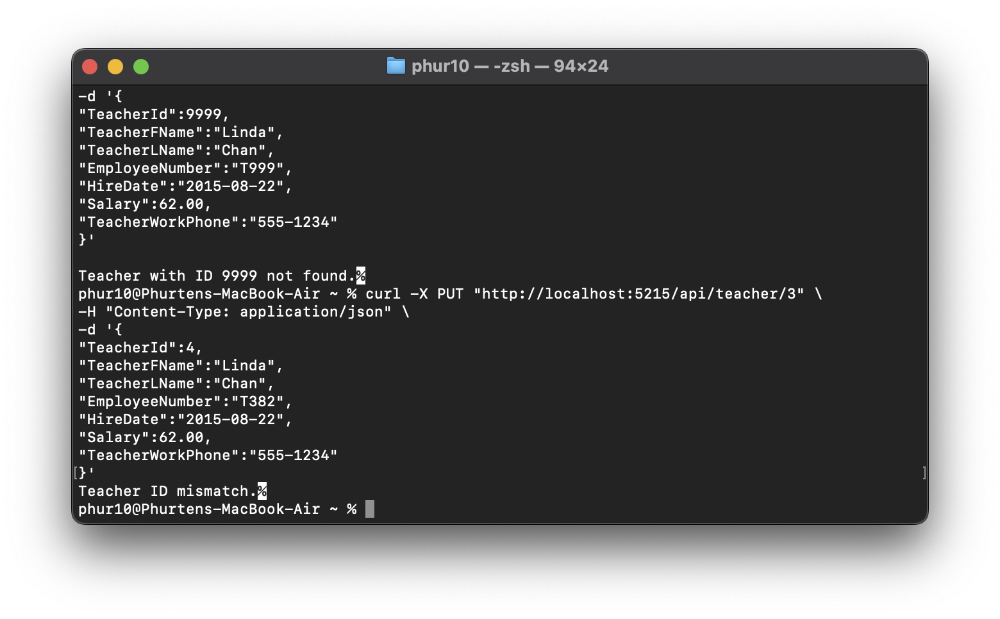 phur10 — -zsh — 94×24
-d '{
"TeacherId":9999,
"TeacherFName":"Linda",
"TeacherLName":"Chan",
"EmployeeNumber":"T999",
"HireDate":"2015-08-22",
"Salary":62.00,
"TeacherWorkPhone":"555-1234"
}'
Teacher with ID 9999 not found.%
phur10@Phurtens-MacBook-Air ~ % curl -X PUT "http://localhost:5215/api/teacher/3" \
-H "Content-Type: application/json" \
-d '{
"TeacherId":4,
"TeacherFName":"Linda",
"TeacherLName":"Chan",
"EmployeeNumber":"T382",
"HireDate":"2015-08-22",
"Salary":62.00,
"TeacherWorkPhone":"555-1234"
[}' ]
Teacher ID mismatch.%
phur10@Phurtens-MacBook-Air ~ %